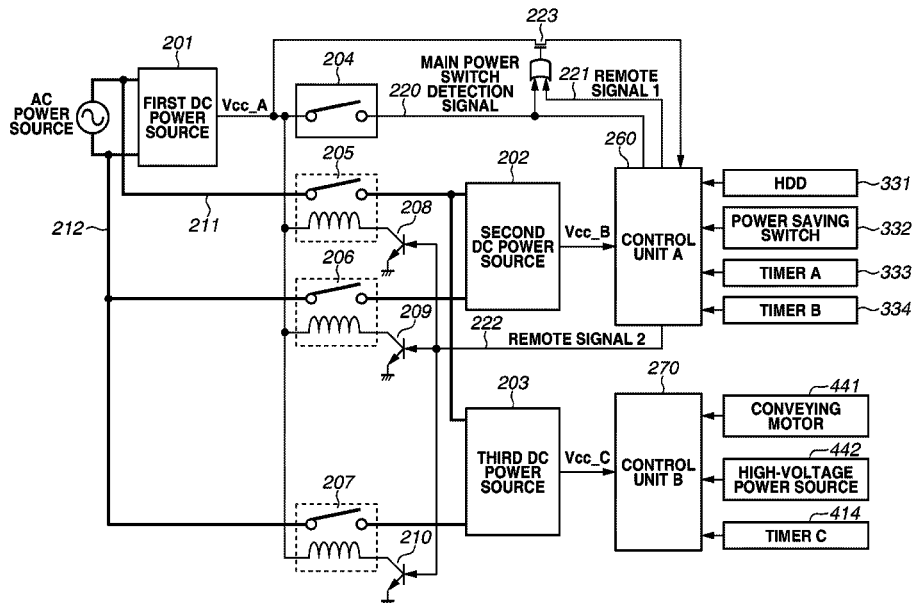 223
201
204
MAIN POWER
SWITCH
DETECTION
SIGNAL
221
REMOTE
SIGNAL 1
AC
POWER
SOURCE
FIRST DC
POWER
SOURCE
Vcc_A
220
260
205
202
HDD
331
212
211
208
SECOND
DC POWER
SOURCE
Vcc_B
CONTROL
UNIT A
POWER SAVING
SWITCH
332
206
TIMER A
333
TIMER B
334
209
222
REMOTE SIGNAL 2
203
270
441
CONVEYING
MOTOR
THIRD DC
POWER
SOURCE
Vcc_C
CONTROL
UNIT B
442
HIGH-VOLTAGE
POWER SOURCE
207
414
TIMER C
210